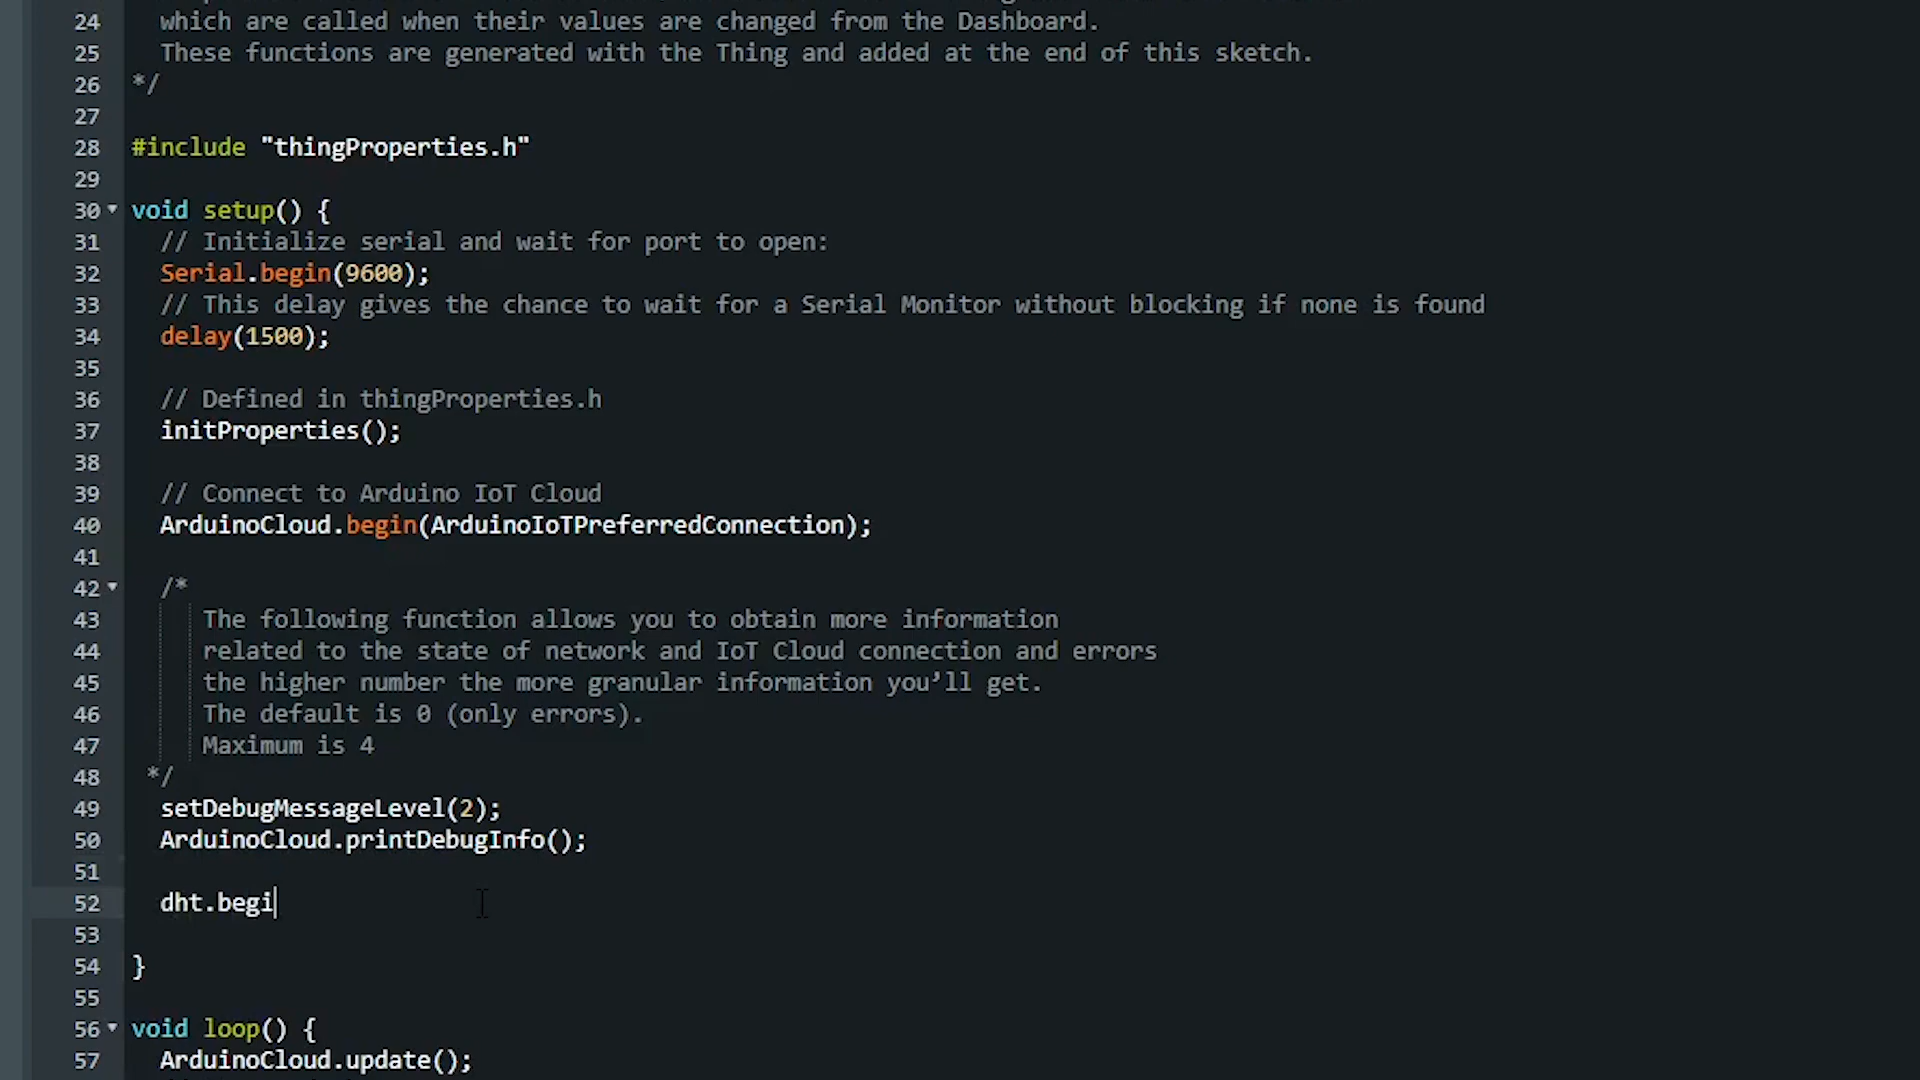 24 which are called when their values are changed from the Dashboard.
25 These functions are generated with the Thing and added at the end of this sketch.
26 */
27
28 #include "thingProperties.h"
29
30 void setup() {
31 // Initialize serial and wait for port to open:
32 Serial.begin(9600);
33 // This delay gives the chance to wait for a Serial Monitor without blocking if none is found
34 delay(1500);
35
36 // Defined in thingProperties.h
37 initProperties();
38
39 // Connect to Arduino IoT Cloud
40 ArduinoCloud.begin(ArduinoIoTPreferredConnection);
41
42 /*
43 The following function allows you to obtain more information
44 related to the state of network and IoT Cloud connection and errors
45 the higher number the more granular information you’ll get.
46 The default is 0 (only errors).
47 Maximum is 4
48 */
49 setDebugMessageLevel(2);
50 ArduinoCloud.printDebugInfo();
51
52 dht.begi
53
54 }
55
56 void loop() {
57 ArduinoCloud.update();